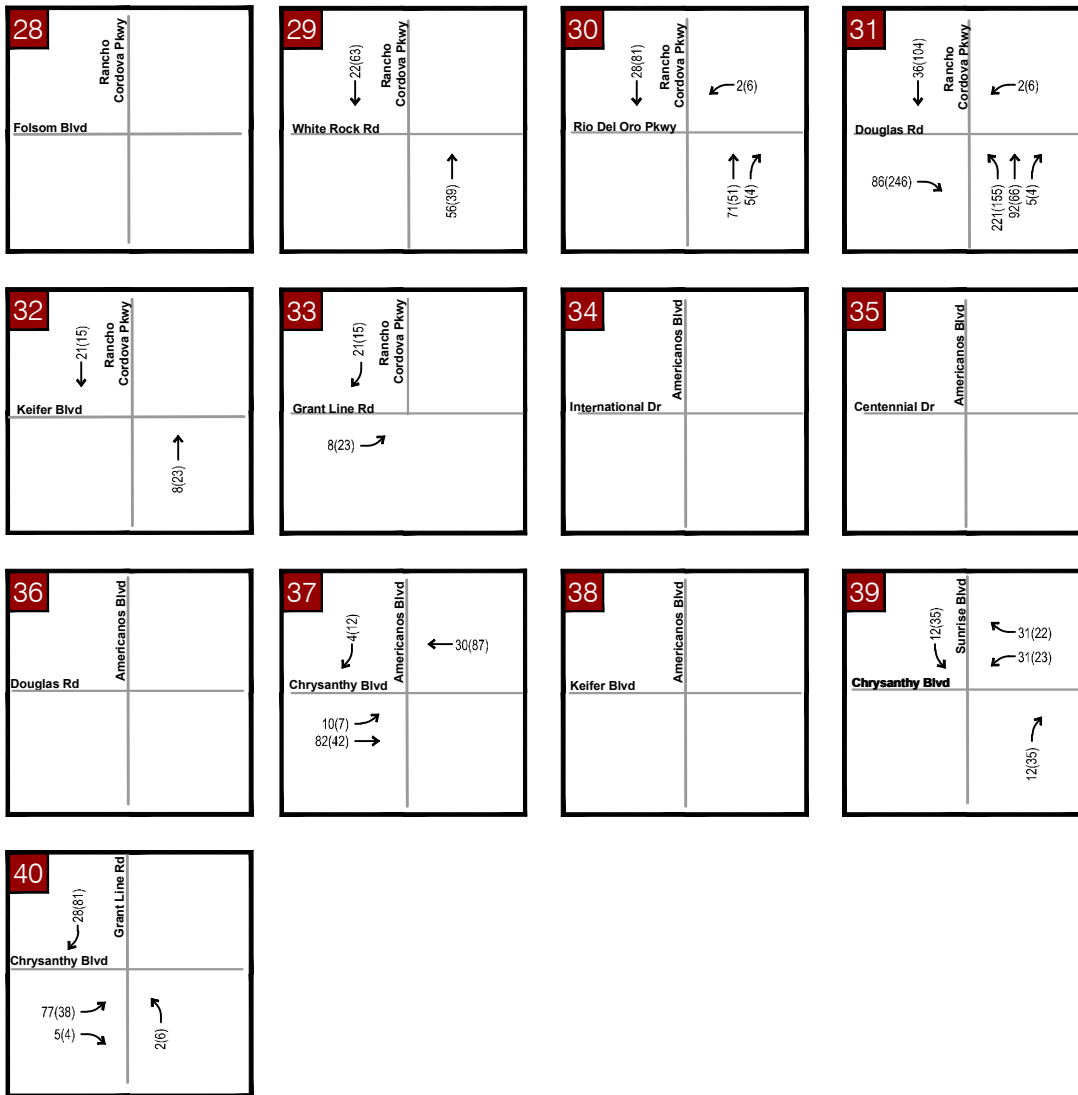 28
Rancho
Cordova Pkwy
Folsom Blvd
29
22(63)
Rancho
Cordova Pkwy
White Rock Rd
56(39)
30
28(81)
Rancho
Cordova Pkwy
2(6)
Rio Del Oro Pkwy
71(51)
5(4)
31
36(104)
Rancho
Cordova Pkwy
2(6)
Douglas Rd
86(246)
221(155)
92(66)
5(4)
32
21(15)
Rancho
Cordova Pkwy
Keifer Blvd
8(23)
33
21(15)
Rancho
Cordova Pkwy
Grant Line Rd
8(23)
34
Americanos Blvd
International Dr
35
Americanos Blvd
Centennial Dr
36
Americanos Blvd
Douglas Rd
37
4(12)
Americanos Blvd
30(87)
Chrysanthy Blvd
10(7)
82(42)
38
Americanos Blvd
Keifer Blvd
39
12(35)
Sunrise Blvd
31(22)
31(23)
Chrysanthy Blvd
12(35)
40
28(81)
Grant Line Rd
Chrysanthy Blvd
77(38)
5(4)
2(6)